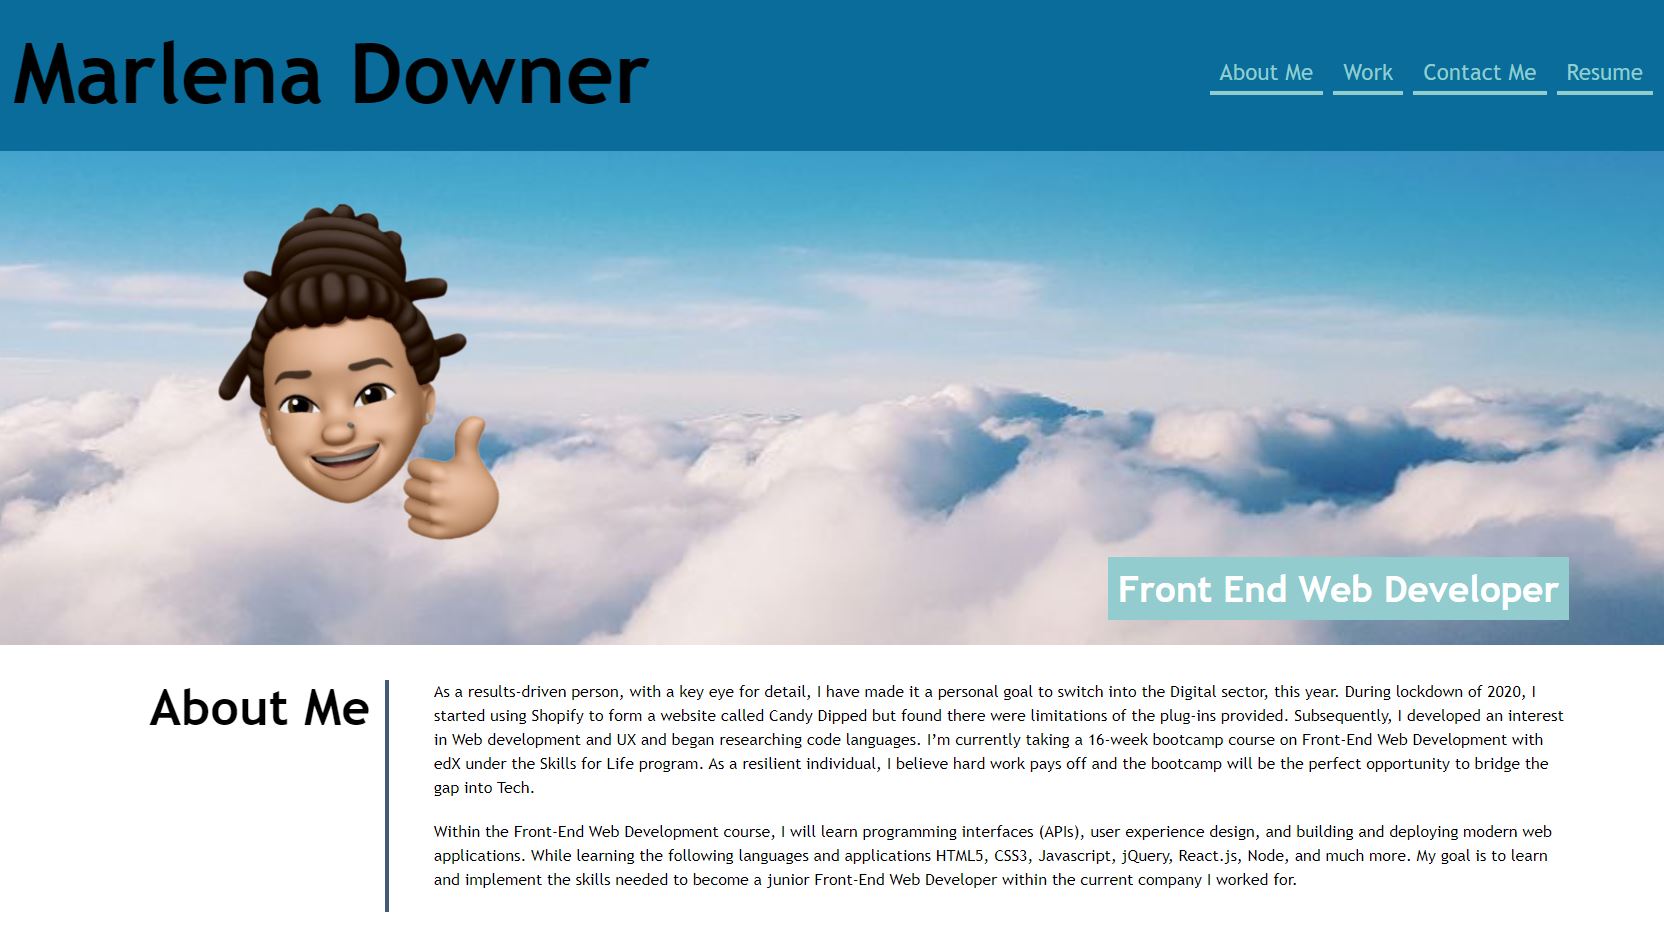 Marlena Downer
About Me
Work
Contact Me
Resume
Front End Web Developer
About Me
As a results-driven person, with a key eye for detail, I have made it a personal goal to switch into the Digital sector, this year. During lockdown of 2020, I
started using Shopify to form a website called Candy Dipped but found there were limitations of the plug-ins provided. Subsequently, I developed an interest
in Web development and UX and began researching code languages. I’m currently taking a 16-week bootcamp course on Front-End Web Development with
edX under the Skills for Life program. As a resilient individual, I believe hard work pays off and the bootcamp will be the perfect opportunity to bridge the
gap into Tech.
Within the Front-End Web Development course, I will learn programming interfaces (APIs), user experience design, and building and deploying modern web
applications. While learning the following languages and applications HTML5, CSS3, Javascript, jQuery, React.js, Node, and much more. My goal is to learn
and implement the skills needed to become a junior Front-End Web Developer within the current company I worked for.